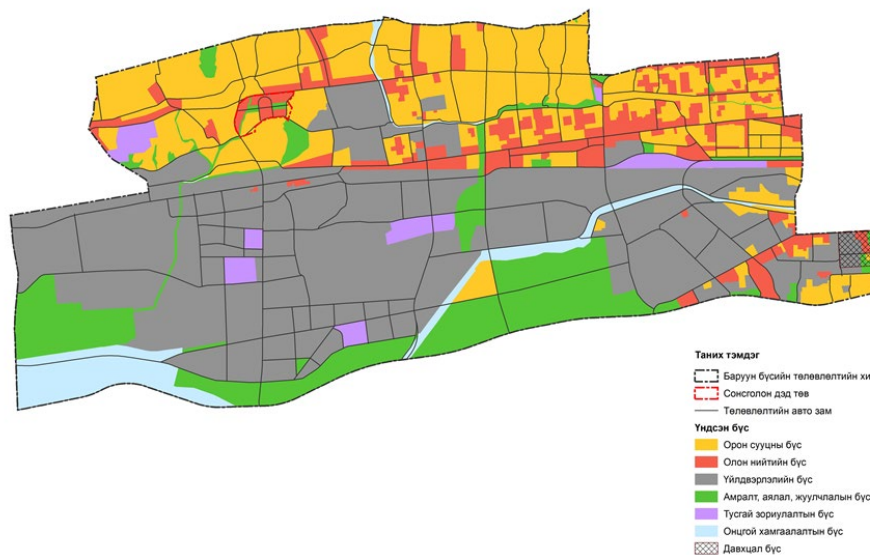 Таних тэмдэг
Баруун бүсийн төлөвлөлтийн хи
Сонсголон дэд төв
Төлөвлөлтийн авто зам
Үндсэн бүс
Орон сууцны бүс
Олон нийтийн бүс
Үйлдвэрлэлийн бүс
Амралт, аялал, жуулчлалын бүс
Тусгай зориулалтын бүс
Онцгой хамгаалалтын бүс
Давхцал бүс